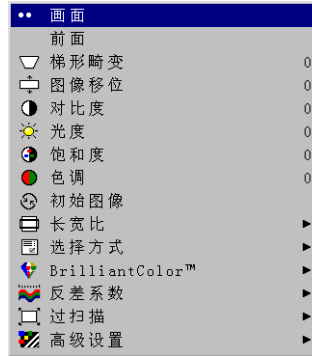 画面
前面
梯形畸变 0
图像移位 0
对比度 0
光度 0
饱和度 0
色调 0
初始图像
长宽比
选择方式
BrilliantColor™
反差系数
过扫描
高级设置